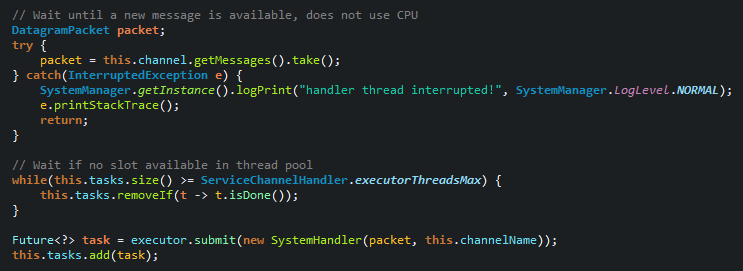 // Wait until a new message is available, does not use CPU
DatagramPacket packet;
try {
    packet = this.channel.getMessages().take();
} catch(InterruptedException e) {
    SystemManager.getInstance().logPrint("handler thread interrupted!", SystemManager.LogLevel.NORMAL);
    e.printStackTrace();
    return;
}

// Wait if no slot available in thread pool
while(this.tasks.size() >= ServiceChannelHandler.executorThreadsMax) {
    this.tasks.removeIf(t -> t.isDone());
}

Future<?> task = executor.submit(new SystemHandler(packet, this.channelName));
this.tasks.add(task);